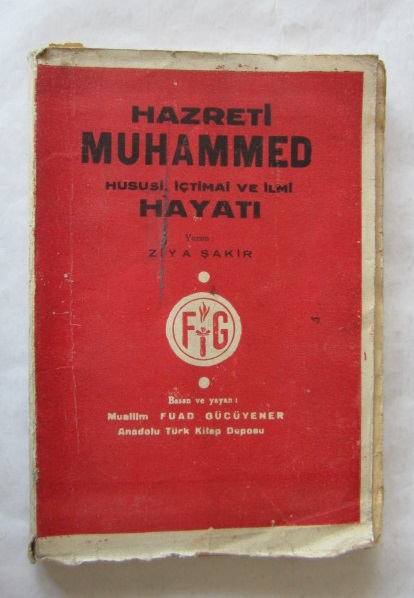 HAZRETİ
MUHAMMED
HUSUSİ, İÇTİMAİ VE İLMİ
HAYATI
Yazan
ZİYA ŞAKİR
F G
Basan ve yayan :
Muallim FUAD GÜCÜYENER
Anadolu Türk Kitap Deposu